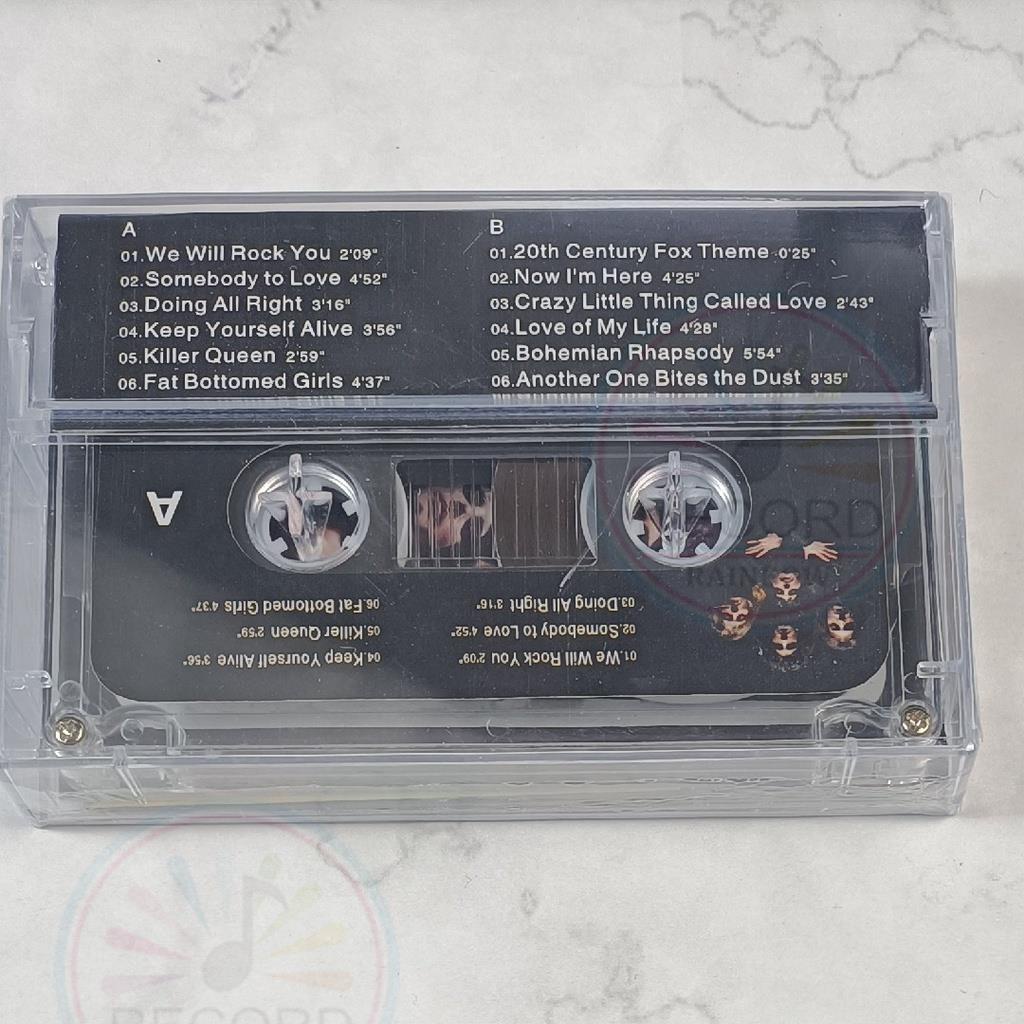 A
01.We Will Rock You 2'09"
02.Somebody to Love 4'52"
03.Doing All Right 3'16"
04.Keep Yourself Alive 3'56"
05.Killer Queen 2'59"
06.Fat Bottomed Girls 4'37"
B
01.20th Century Fox Theme 0'25"
02.Now I'm Here 4'25"
03.Crazy Little Thing Called Love 2'43"
04.Love of My Life 4'28"
05.Bohemian Rhapsody 5'54"
06.Another One Bites the Dust 3'35"
A
01.We Will Rock You 2'09"
02.Somebody to Love 4'52"
03.Doing All Right 3'16"
04.Keep Yourself Alive 3'56"
05.Killer Queen 2'59"
06.Fat Bottomed Girls 4'37"
RECORD
RAINBOW
RECORD